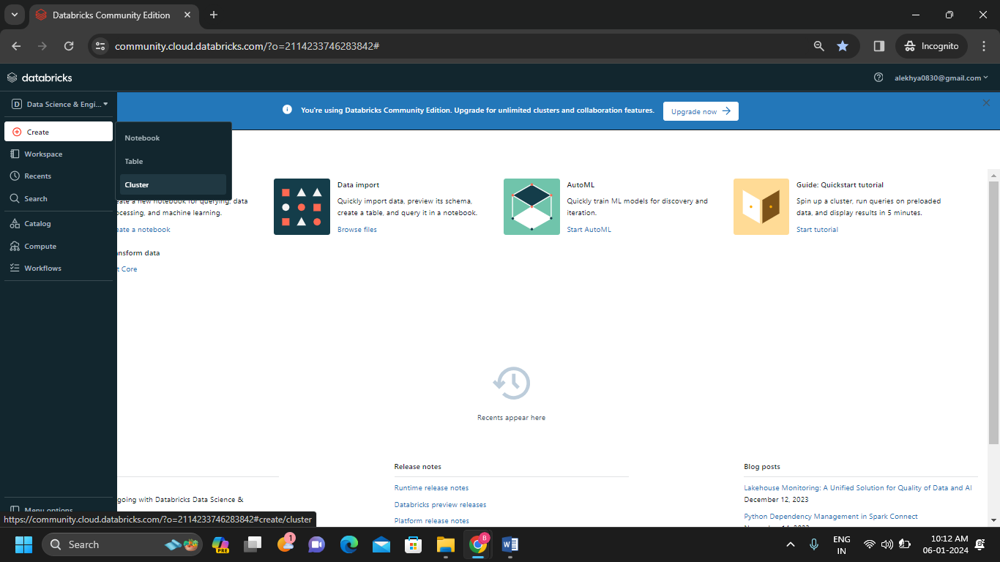 Databricks Community Edition
community.cloud.databricks.com/?o=2114233746283842#
Incognito
databricks
alekhya0830@gmail.com
D Data Science & Engi...
You're using Databricks Community Edition. Upgrade for unlimited clusters and collaboration features.
Upgrade now
Create
Workspace
Recents
Search
Catalog
Compute
Workflows
Menu options
Notebook
Table
Cluster
eate a new notebook for querying, data
ocessing, and machine learning.
eate a notebook
Data import
Quickly import data, preview its schema,
create a table, and query it in a notebook.
Browse files
AutoML
Quickly train ML models for discovery and
iteration.
Start AutoML
Guide: Quickstart tutorial
Spin up a cluster, run queries on preloaded
data, and display results in 5 minutes.
Start tutorial
ansform data
t Core
Recents appear here
going with Databricks Data Science &
Release notes
Runtime release notes
Databricks preview releases
Platform release notes
Blog posts
Lakehouse Monitoring: A Unified Solution for Quality of Data and AI
December 12, 2023
Python Dependency Management in Spark Connect
https://community.cloud.databricks.com/?o=2114233746283842#create/cluster
Search
PRE
1
B
ENG
IN
10:12 AM
06-01-2024